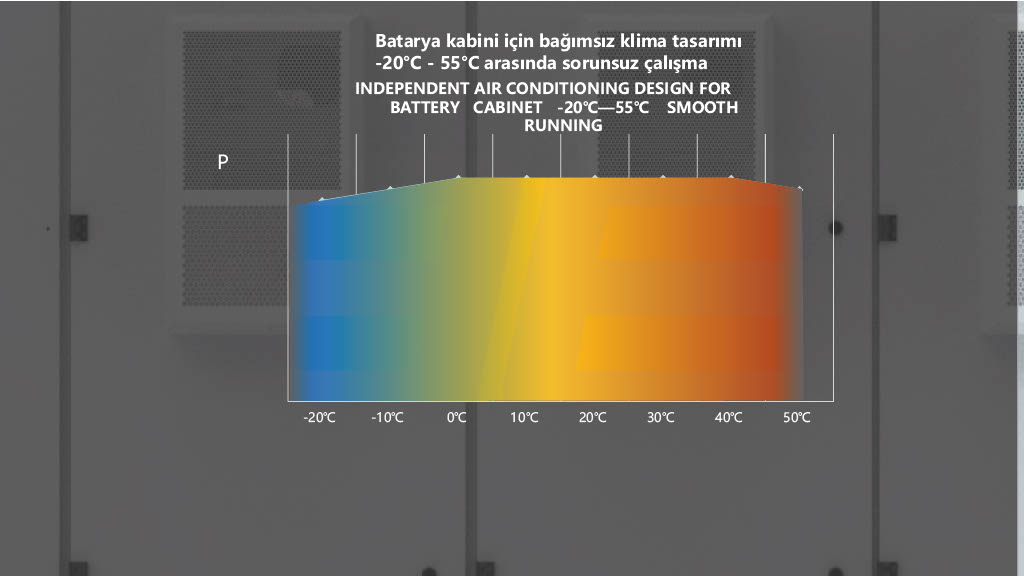 Batarya kabini için bağımsız klima tasarımı
-20°C - 55°C arasında sorunsuz çalışma
INDEPENDENT AIR CONDITIONING DESIGN FOR
BATTERY CABINET -20℃—55℃ SMOOTH
RUNNING
P
-20℃ -10℃ 0℃ 10℃ 20℃ 30℃ 40℃ 50℃